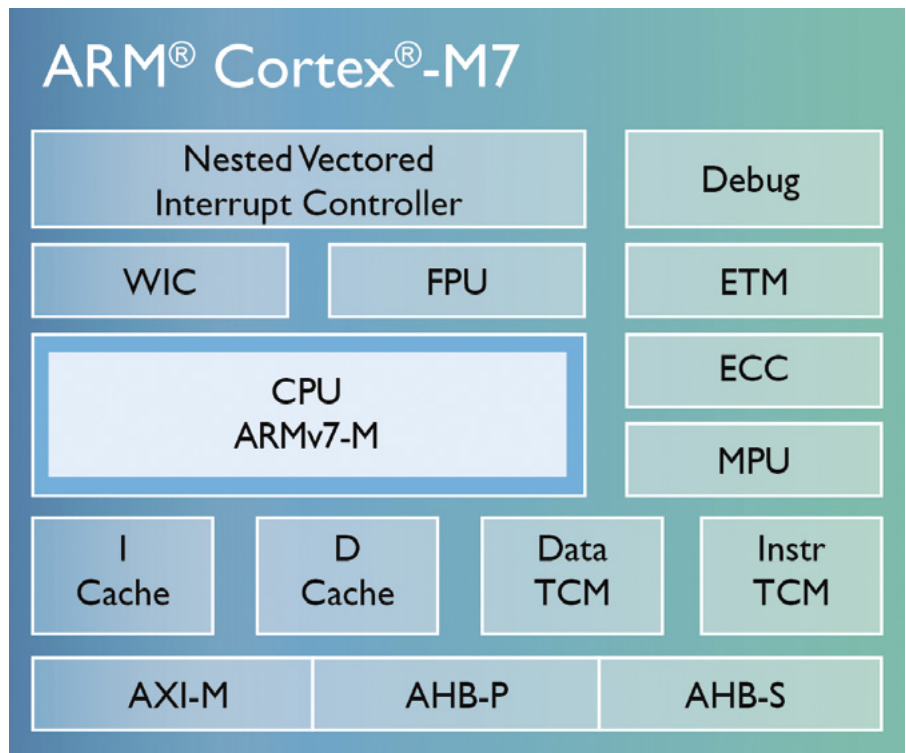 ARM® Cortex®-M7
Nested Vectored
Interrupt Controller
Debug
WIC
FPU
ETM
CPU
ARMv7-M
ECC
MPU
I
Cache
D
Cache
Data
TCM
Instr
TCM
AXI-M
AHB-P
AHB-S